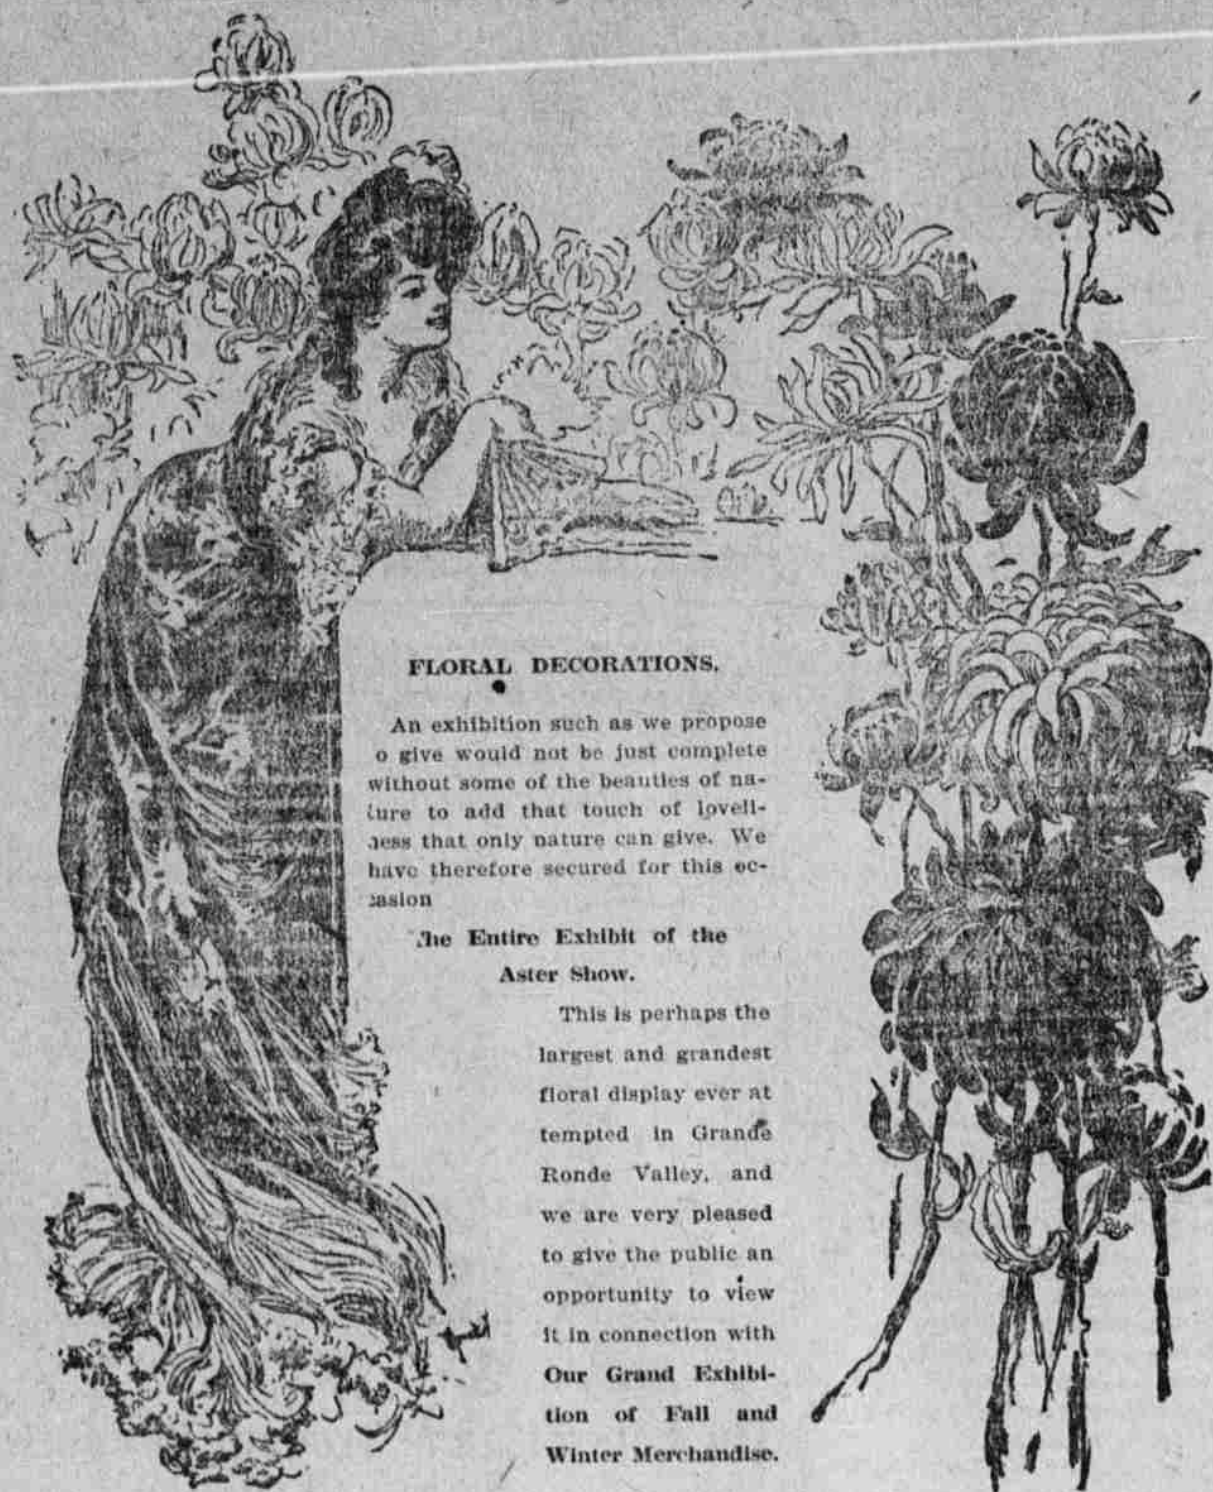 FLORAL DECORATIONS.
An exhibition such as we propose
o give would not be just complete
without some of the beauties of na-
ture to add that touch of loveli-
ness that only nature can give. We
have therefore secured for this oc-
casion
The Entire Exhibit of the
Aster Show.
This is perhaps the
largest and grandest
floral display ever at
tempted in Grande
Ronde Valley, and
we are very pleased
to give the public an
opportunity to view
it in connection with
Our Grand Exhibi-
tion of Fall and
Winter Merchandise.